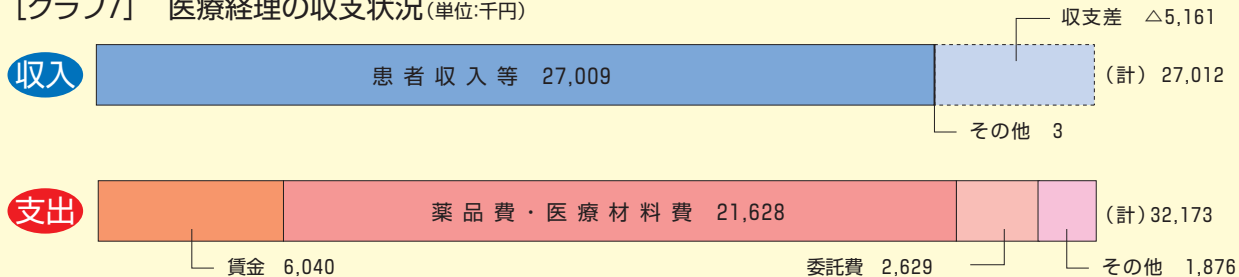 [グラフ7] 医療経理の収支状況(単位:千円)
収支差 △5,161
収入
患者収入等 27,009
(計) 27,012
その他 3
支出
薬品費・医療材料費 21,628
(計)32,173
賃金 6,040
委託費 2,629
その他 1,876